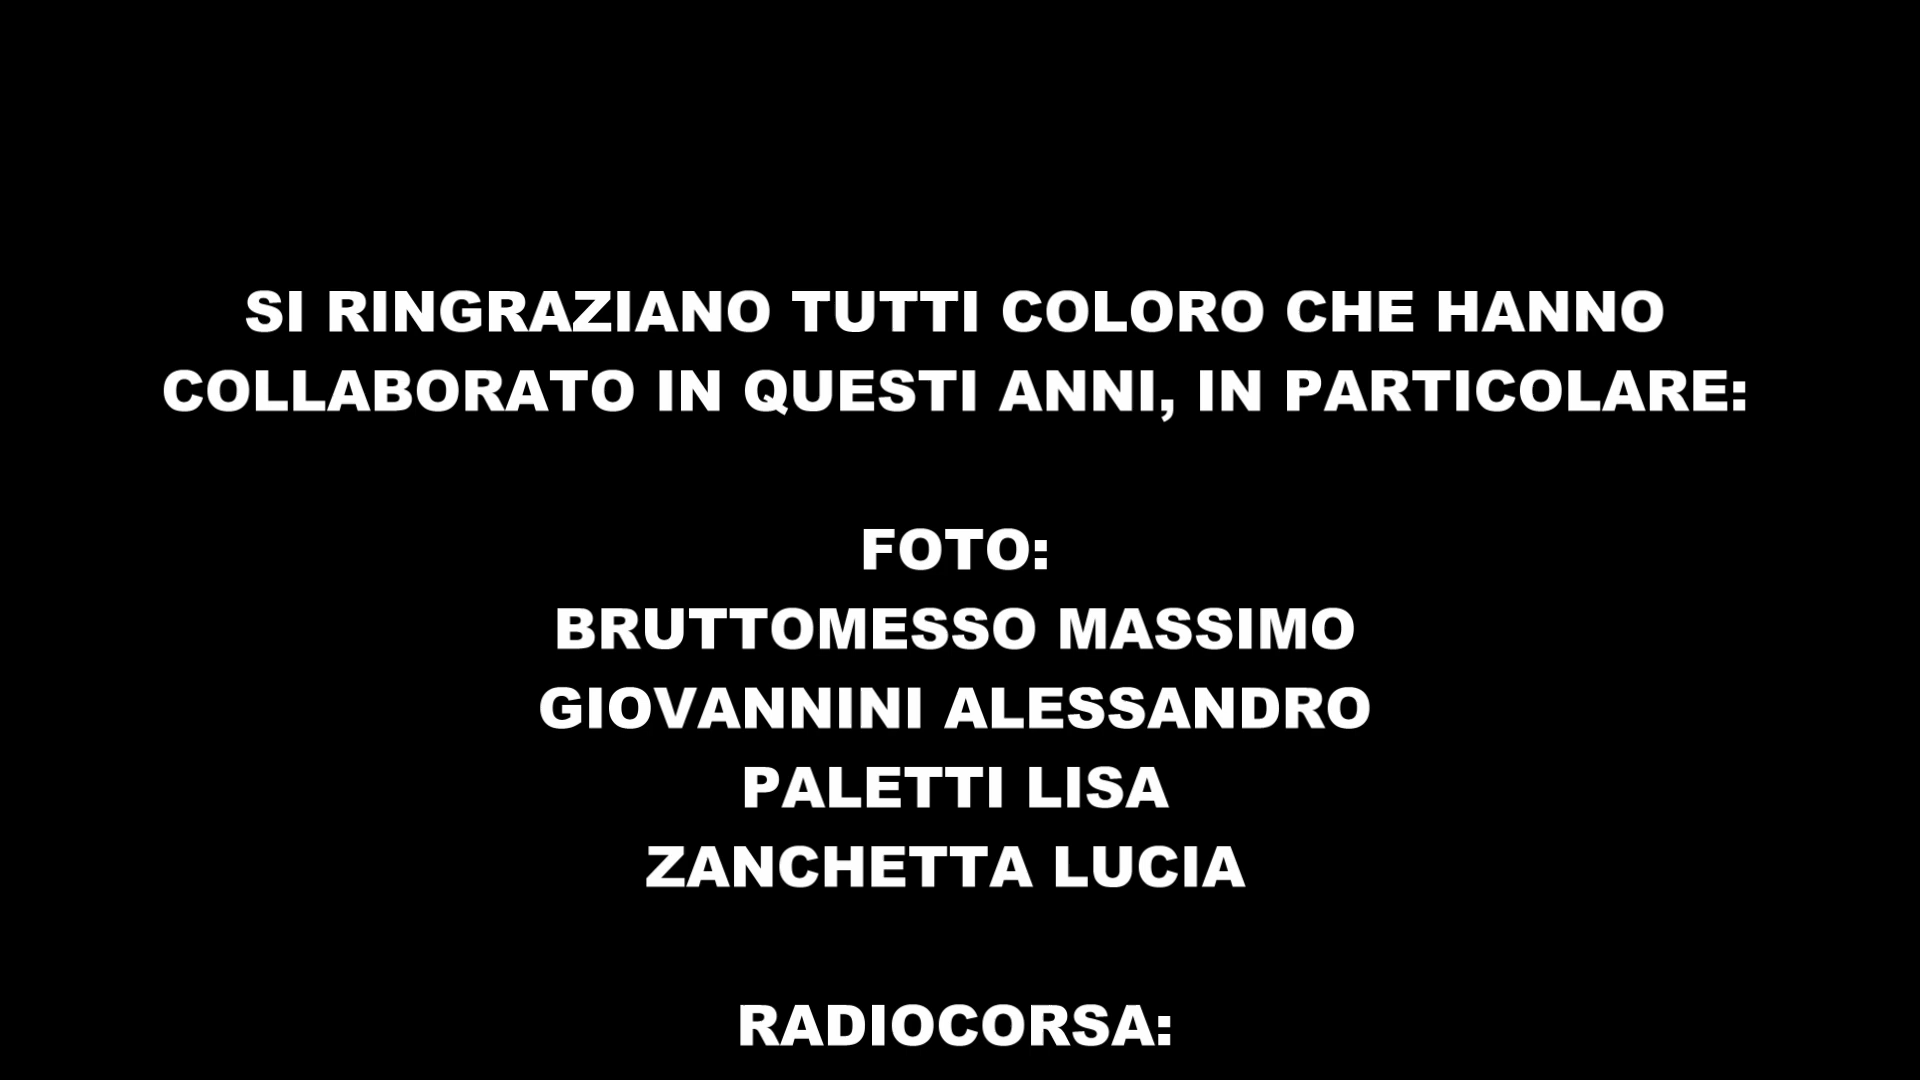 SI RINGRAZIANO TUTTI COLORO CHE HANNO
COLLABORATO IN QUESTI ANNI, IN PARTICOLARE:
FOTO:
BRUTTOMESSO MASSIMO
GIOVANNINI ALESSANDRO
PALETTI LISA
ZANCHETTA LUCIA
RADIOCORSA: